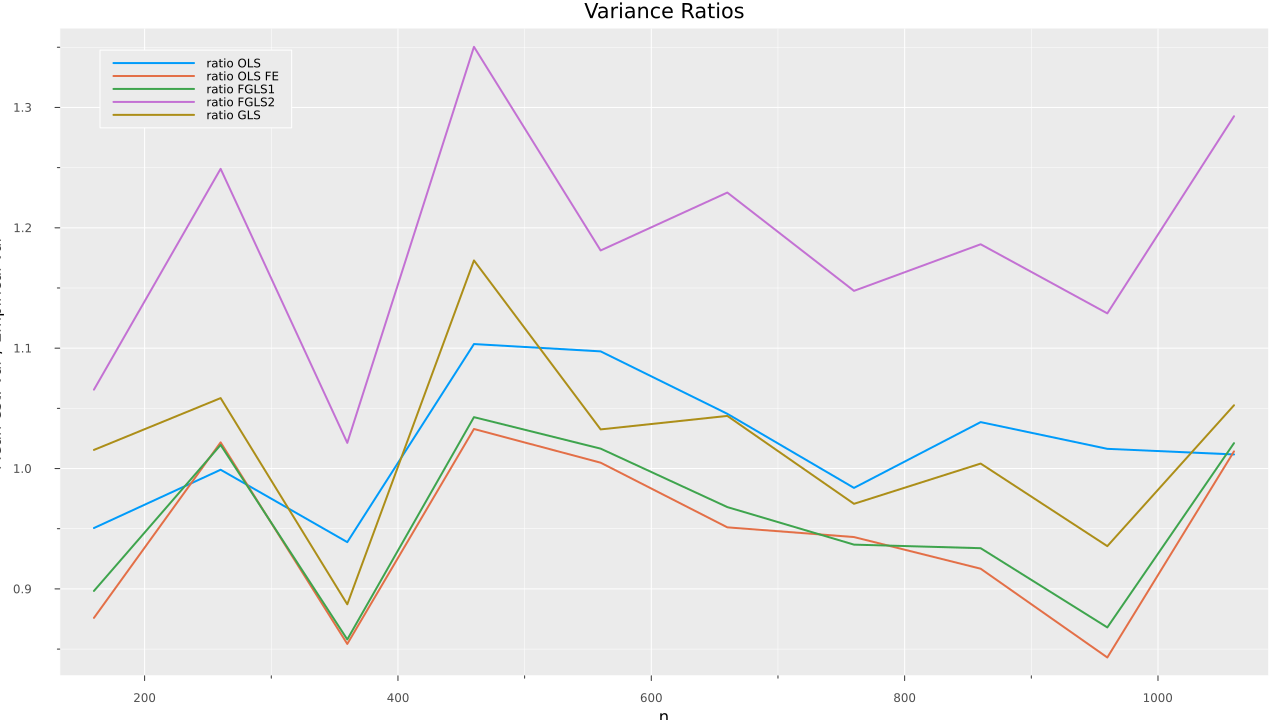 Variance Ratios
ratio OLS
ratio OLS FE
ratio FGLS1
ratio FGLS2
ratio GLS
1.3
1.2
1.1
1.0
0.9
200
400
600
800
1000
n